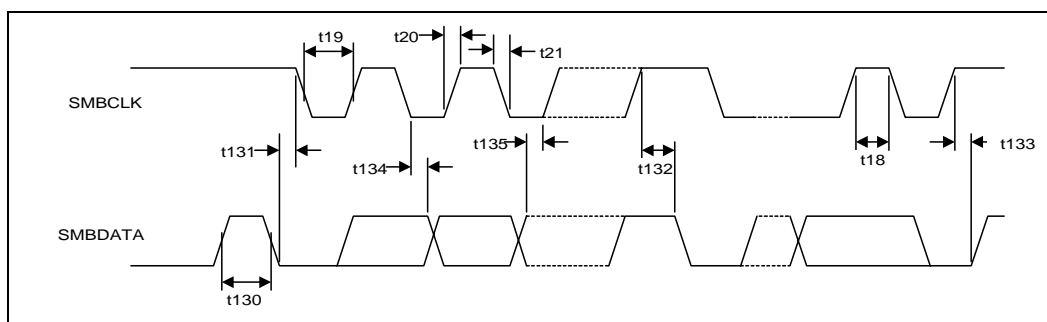 t19
t20
t21
SMBCLK
t131
t134
t135
t132
t18
t133
SMBDATA
t130